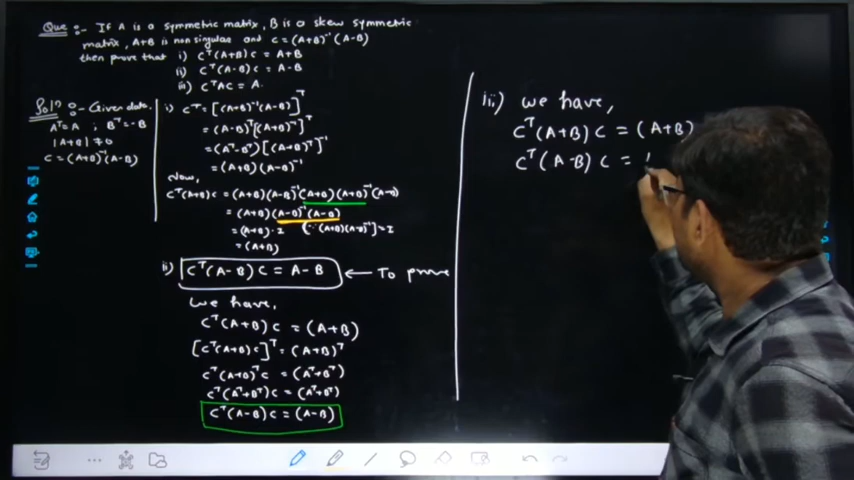 Que :- If A is a symmetric matrix, B is a skew symmetric
matrix, A+B is non singular and C=(A+B)⁻¹(A-B)
then prove that i) Cᵀ(A+B)C = A+B
ii) Cᵀ(A-B)C = A-B
iii) CᵀAC = A.
Solⁿ :- Given data.
Aᵀ=A ; Bᵀ=-B
|A+B| ≠0
C=(A+B)⁻¹(A-B)
i) Cᵀ= [(A+B)⁻¹(A-B)]ᵀ
= (A-B)ᵀ[(A+B)⁻¹]ᵀ
= (Aᵀ-Bᵀ)[(A+B)ᵀ]⁻¹
= (A+B)(A-B)⁻¹
Now,
Cᵀ(A+B)C = (A+B)(A-B)⁻¹(A+B)(A+B)⁻¹(A-B)
= (A+B)(A-B)⁻¹(A-B)
= (A+B)·I
= (A+B)
ii) Cᵀ(A-B)C = A-B ← To prove
We have,
Cᵀ(A+B)C = (A+B)
[Cᵀ(A+B)C]ᵀ = (A+B)ᵀ
Cᵀ(A+B)ᵀC = (Aᵀ+Bᵀ)
Cᵀ(Aᵀ+Bᵀ)C = (Aᵀ+Bᵀ)
Cᵀ(A-B)C = (A-B)
iii) we have,
Cᵀ(A+B)C = (A+B)
Cᵀ(A-B)C =